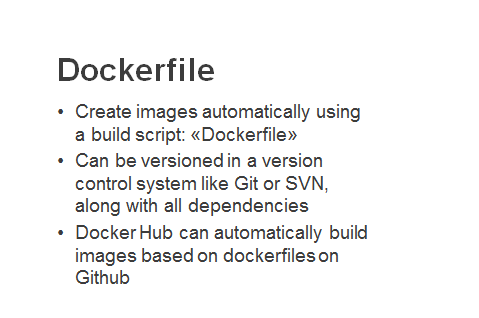 Dockerfile
• Create images automatically using
a build script: «Dockerfile»
• Can be versioned in a version
control system like Git or SVN,
along with all dependencies
• Docker Hub can automatically build
images based on dockerfiles on
Github